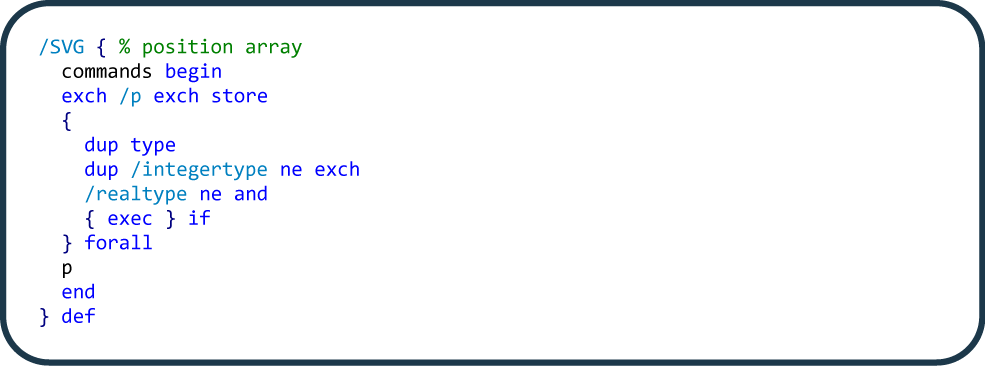 /SVG { % position array
  commands begin
  exch /p exch store
  {
    dup type
    dup /integertype ne exch
    /realtype ne and
    { exec } if
  } forall
  p
  end
} def